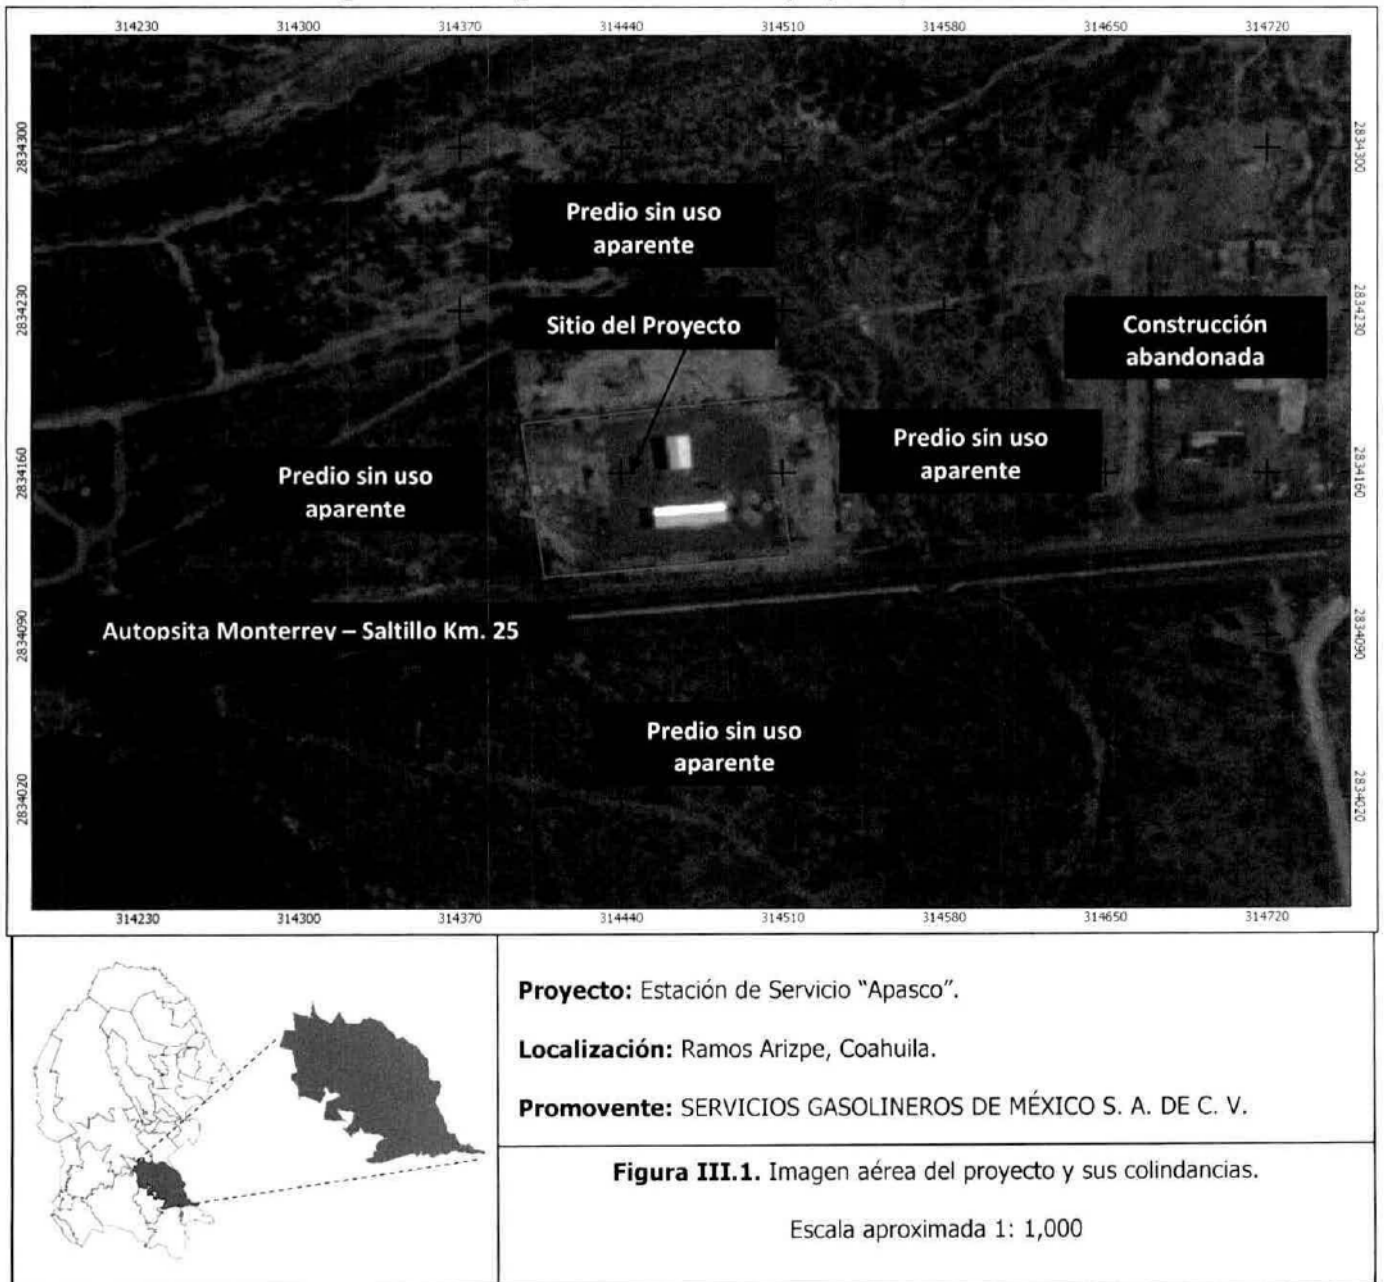 314230 314300 314370 314440 314510 314580 314650 314720
2834300 2834300
Predio sin uso
aparente
2834230 2834230
Sitio del Proyecto
Construcción
abandonada
Predio sin uso
aparente
Predio sin uso
aparente
2834160 2834160
Autopsita Monterrey – Saltillo Km. 25
2834090 2834090
Predio sin uso
aparente
2834020 2834020
314230 314300 314370 314440 314510 314580 314650 314720
Proyecto: Estación de Servicio "Apasco".
Localización: Ramos Arizpe, Coahuila.
Promovente: SERVICIOS GASOLINEROS DE MÉXICO S. A. DE C. V.
Figura III.1. Imagen aérea del proyecto y sus colindancias.
Escala aproximada 1: 1,000